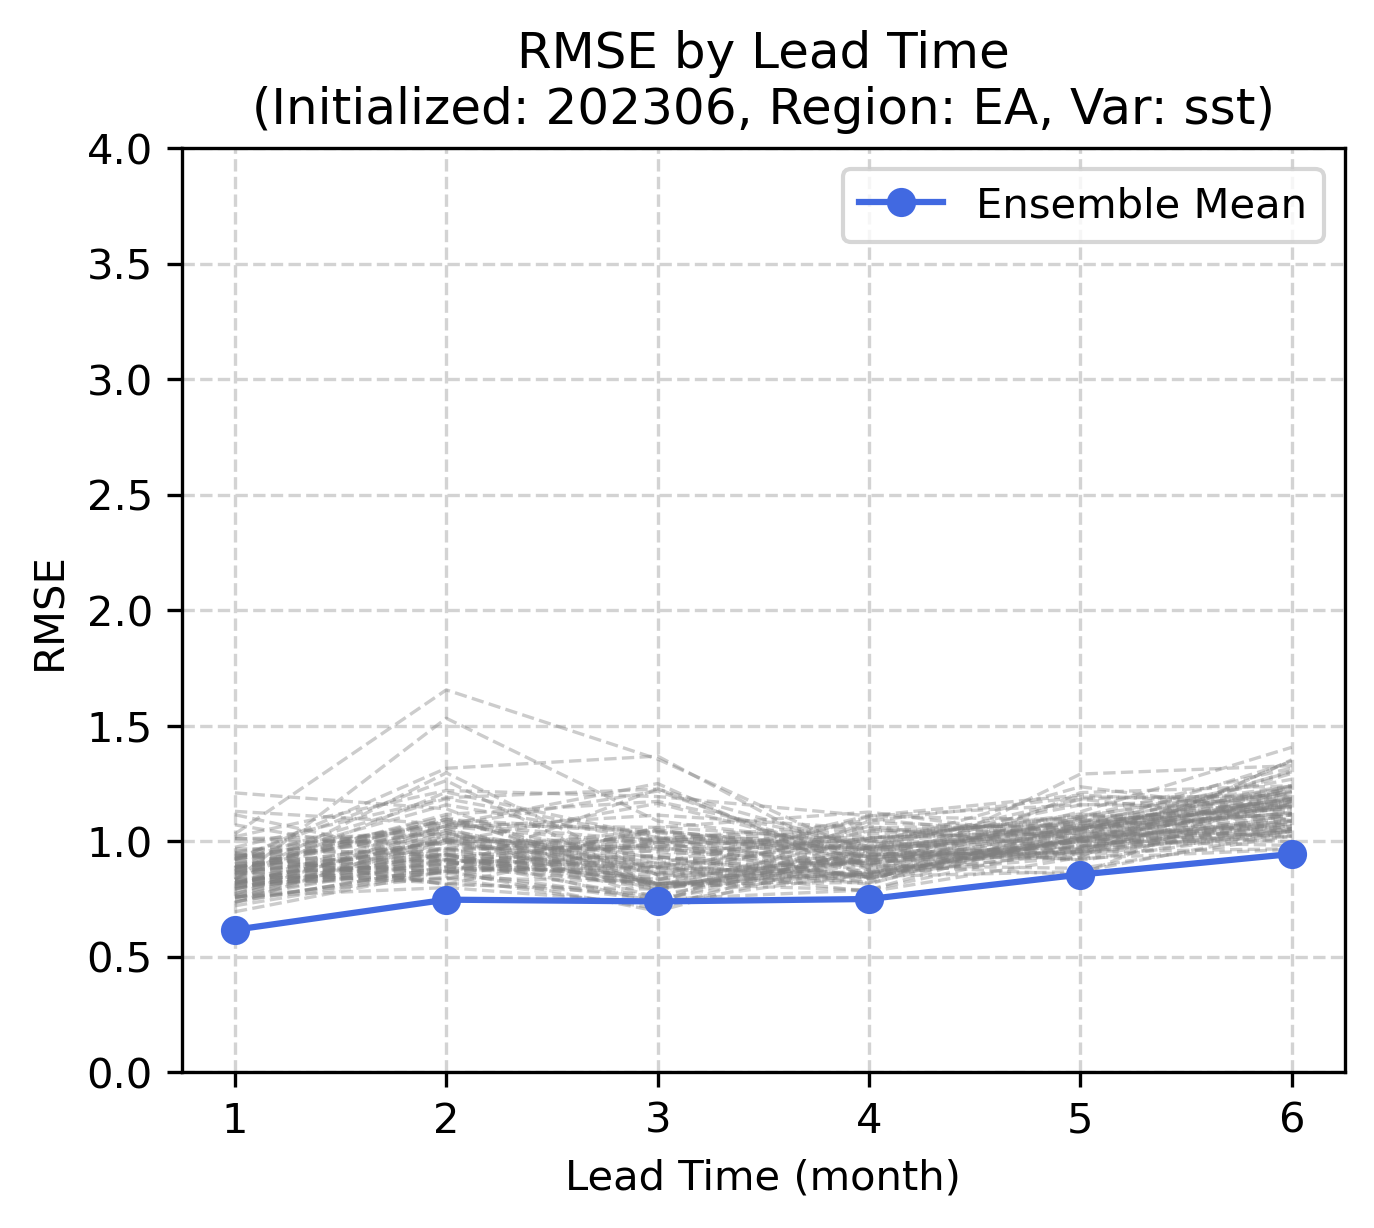 RMSE by Lead Time
(Initialized: 202306, Region: EA, Var: sst)
4.0
3.5
3.0
2.5
2.0
1.5
1.0
0.5
0.0
RMSE
Ensemble Mean
1 2 3 4 5 6
Lead Time (month)